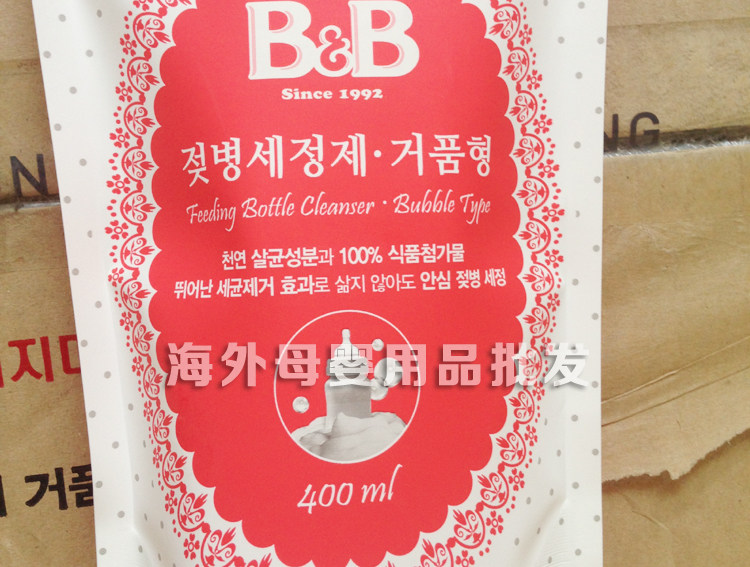 B&B
Since 1992
젖병세정제·거품형
Feeding Bottle Cleanser · Bubble Type
천연 살균성분과 100% 식품첨가물
뛰어난 세균제거 효과로 삶지 않아도 안심 젖병 세정
海外母婴用品批发
400 ml
NG
N
거품